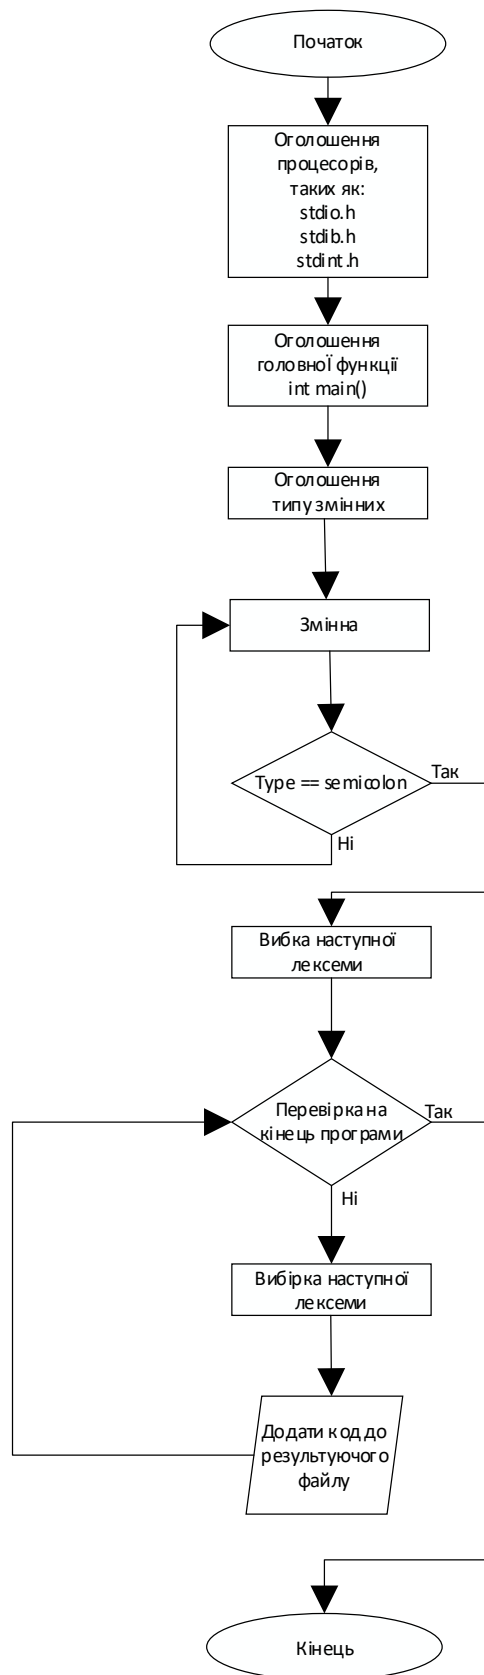 Початок
Оголошення
процесорів,
таких як:
stdio.h
stdib.h
stdint.h
Оголошення
головноЇ функції
int main()
Оголошення
типу змінних
Змінна
Type == semicolon
Так
Ні
Вибка наступної
лексеми
Перевірка на
кінець програми
Так
Ні
Вибірка наступної
лексеми
Додати код до
результуючого
файлу
Кінець